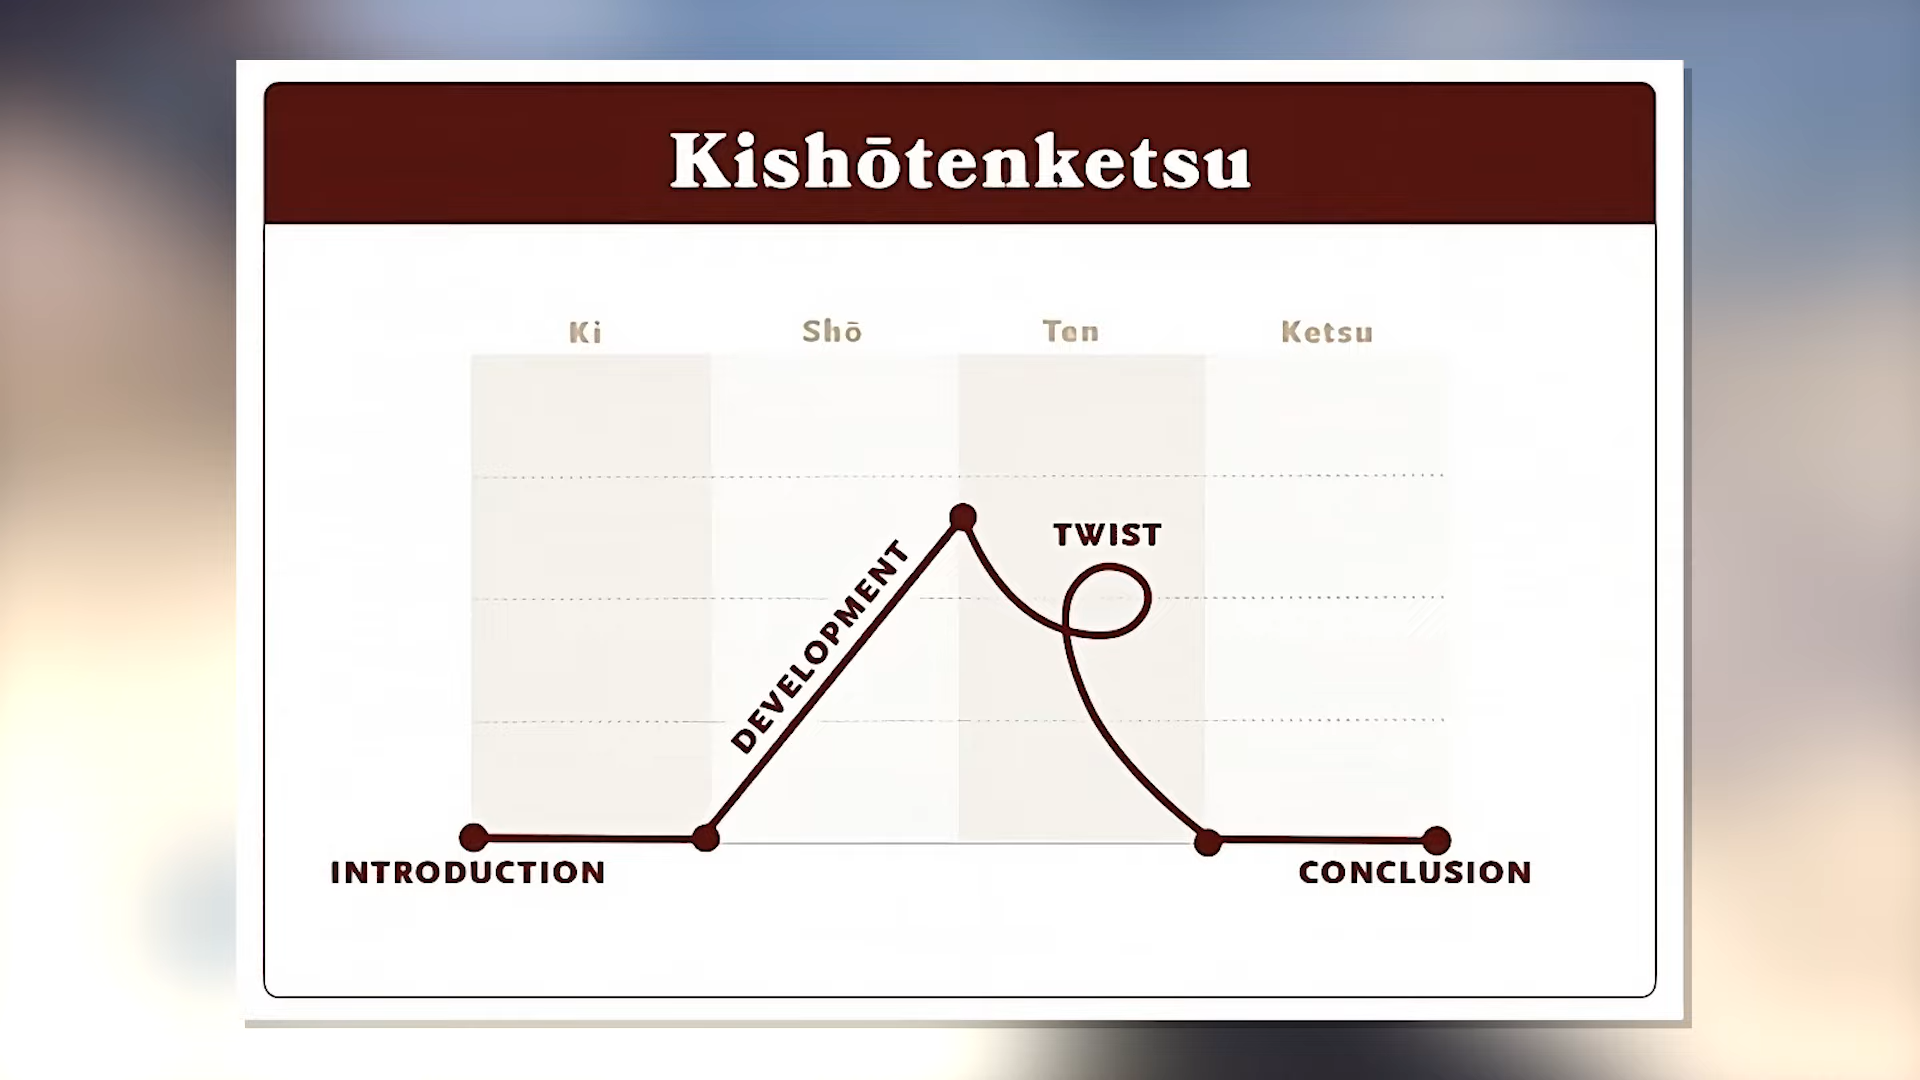 Kishōtenketsu
Ki
Shō
Ten
Ketsu
TWIST
DEVELOPMENT
INTRODUCTION
CONCLUSION